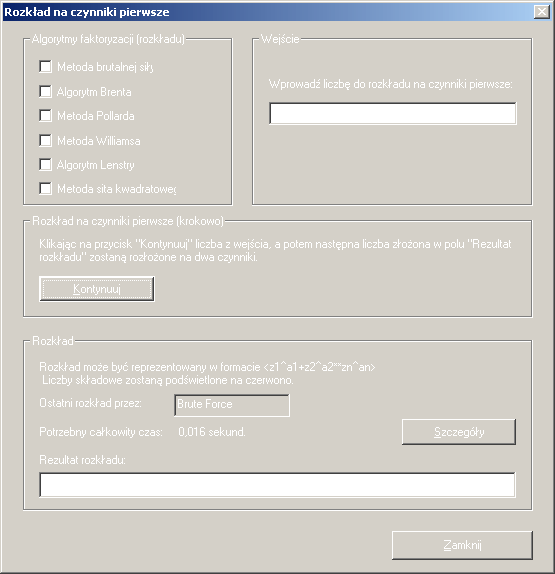 Rozkład na czynniki pierwsze
Algorytmy faktoryzacji (rozkładu)
Metoda brutalnej siły
Algorytm Brenta
Metoda Pollarda
Metoda Williamsa
Algorytm Lenstry
Metoda sita kwadratoweg
Wejście
Wprowadź liczbę do rozkładu na czynniki pierwsze:
Rozkład na czynniki pierwsze (krokowo)
Klikając na przycisk "Kontynuuj" liczba z wejścia, a potem następna liczba złożona w polu "Rezultat
rozkładu" zostaną rozłożone na dwa czynniki.
Kontynuuj
Rozkład
Rozkład może być reprezentowany w formacie <z1^a1+z2^a2**zn^an>
Liczby składowe zostaną podświetlone na czerwono.
Ostatni rozkład przez: Brute Force
Potrzebny całkowity czas: 0,016 sekund.
Szczegóły
Rezultat rozkładu:
Zamknij